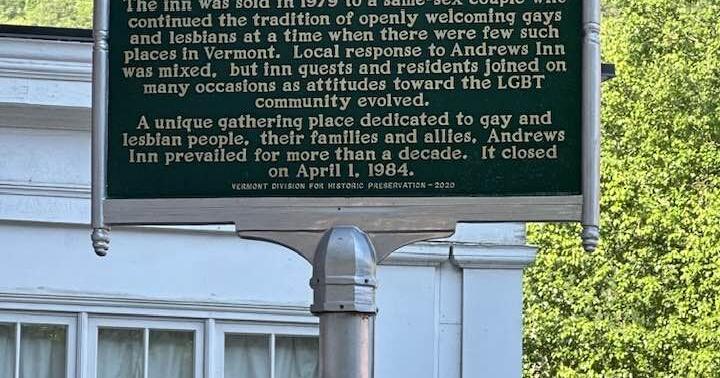 The inn was sold in 1979 to a same-sex couple who
continued the tradition of openly welcoming gays
and lesbians at a time when there were few such
places in Vermont. Local response to Andrews Inn
was mixed, but inn guests and residents joined on
many occasions as attitudes toward the LGBT
community evolved.
A unique gathering place dedicated to gay and
lesbian people, their families and allies, Andrews
Inn prevailed for more than a decade. It closed
on April 1, 1984.
VERMONT DIVISION FOR HISTORIC PRESERVATION – 2020